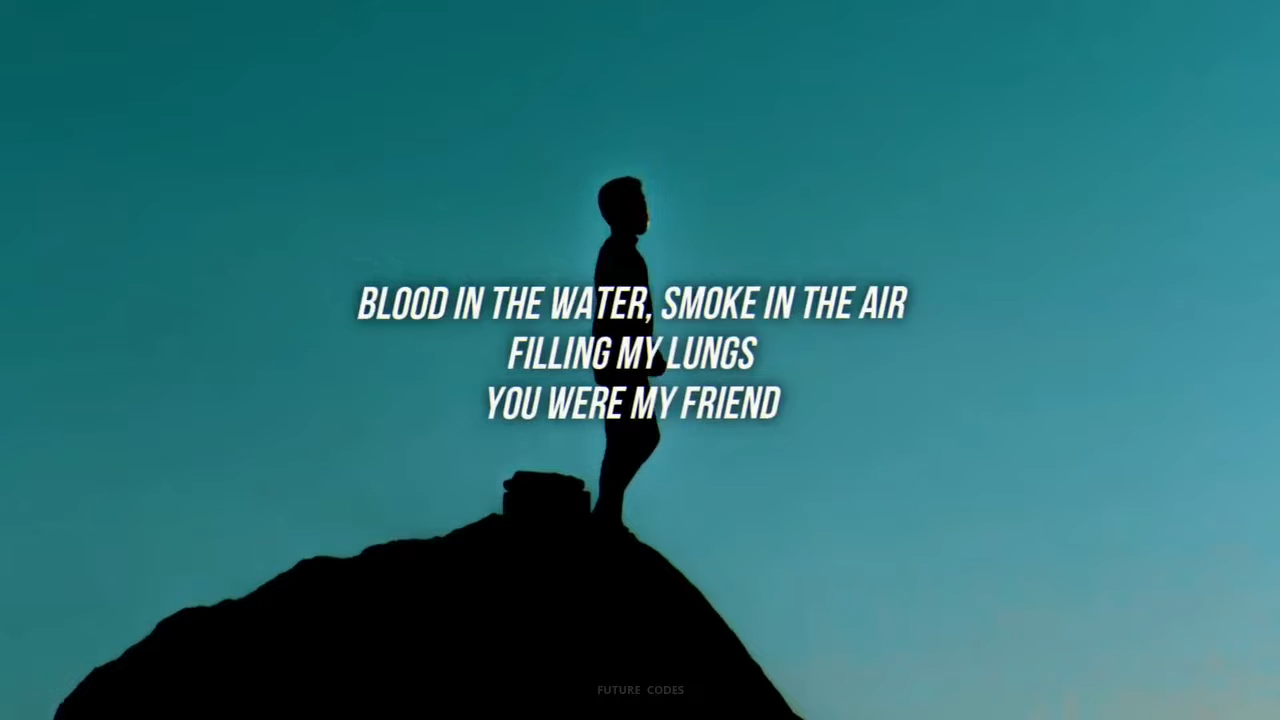 BLOOD IN THE WATER, SMOKE IN THE AIR
FILLING MY LUNGS
YOU WERE MY FRIEND
FUTURE CODES